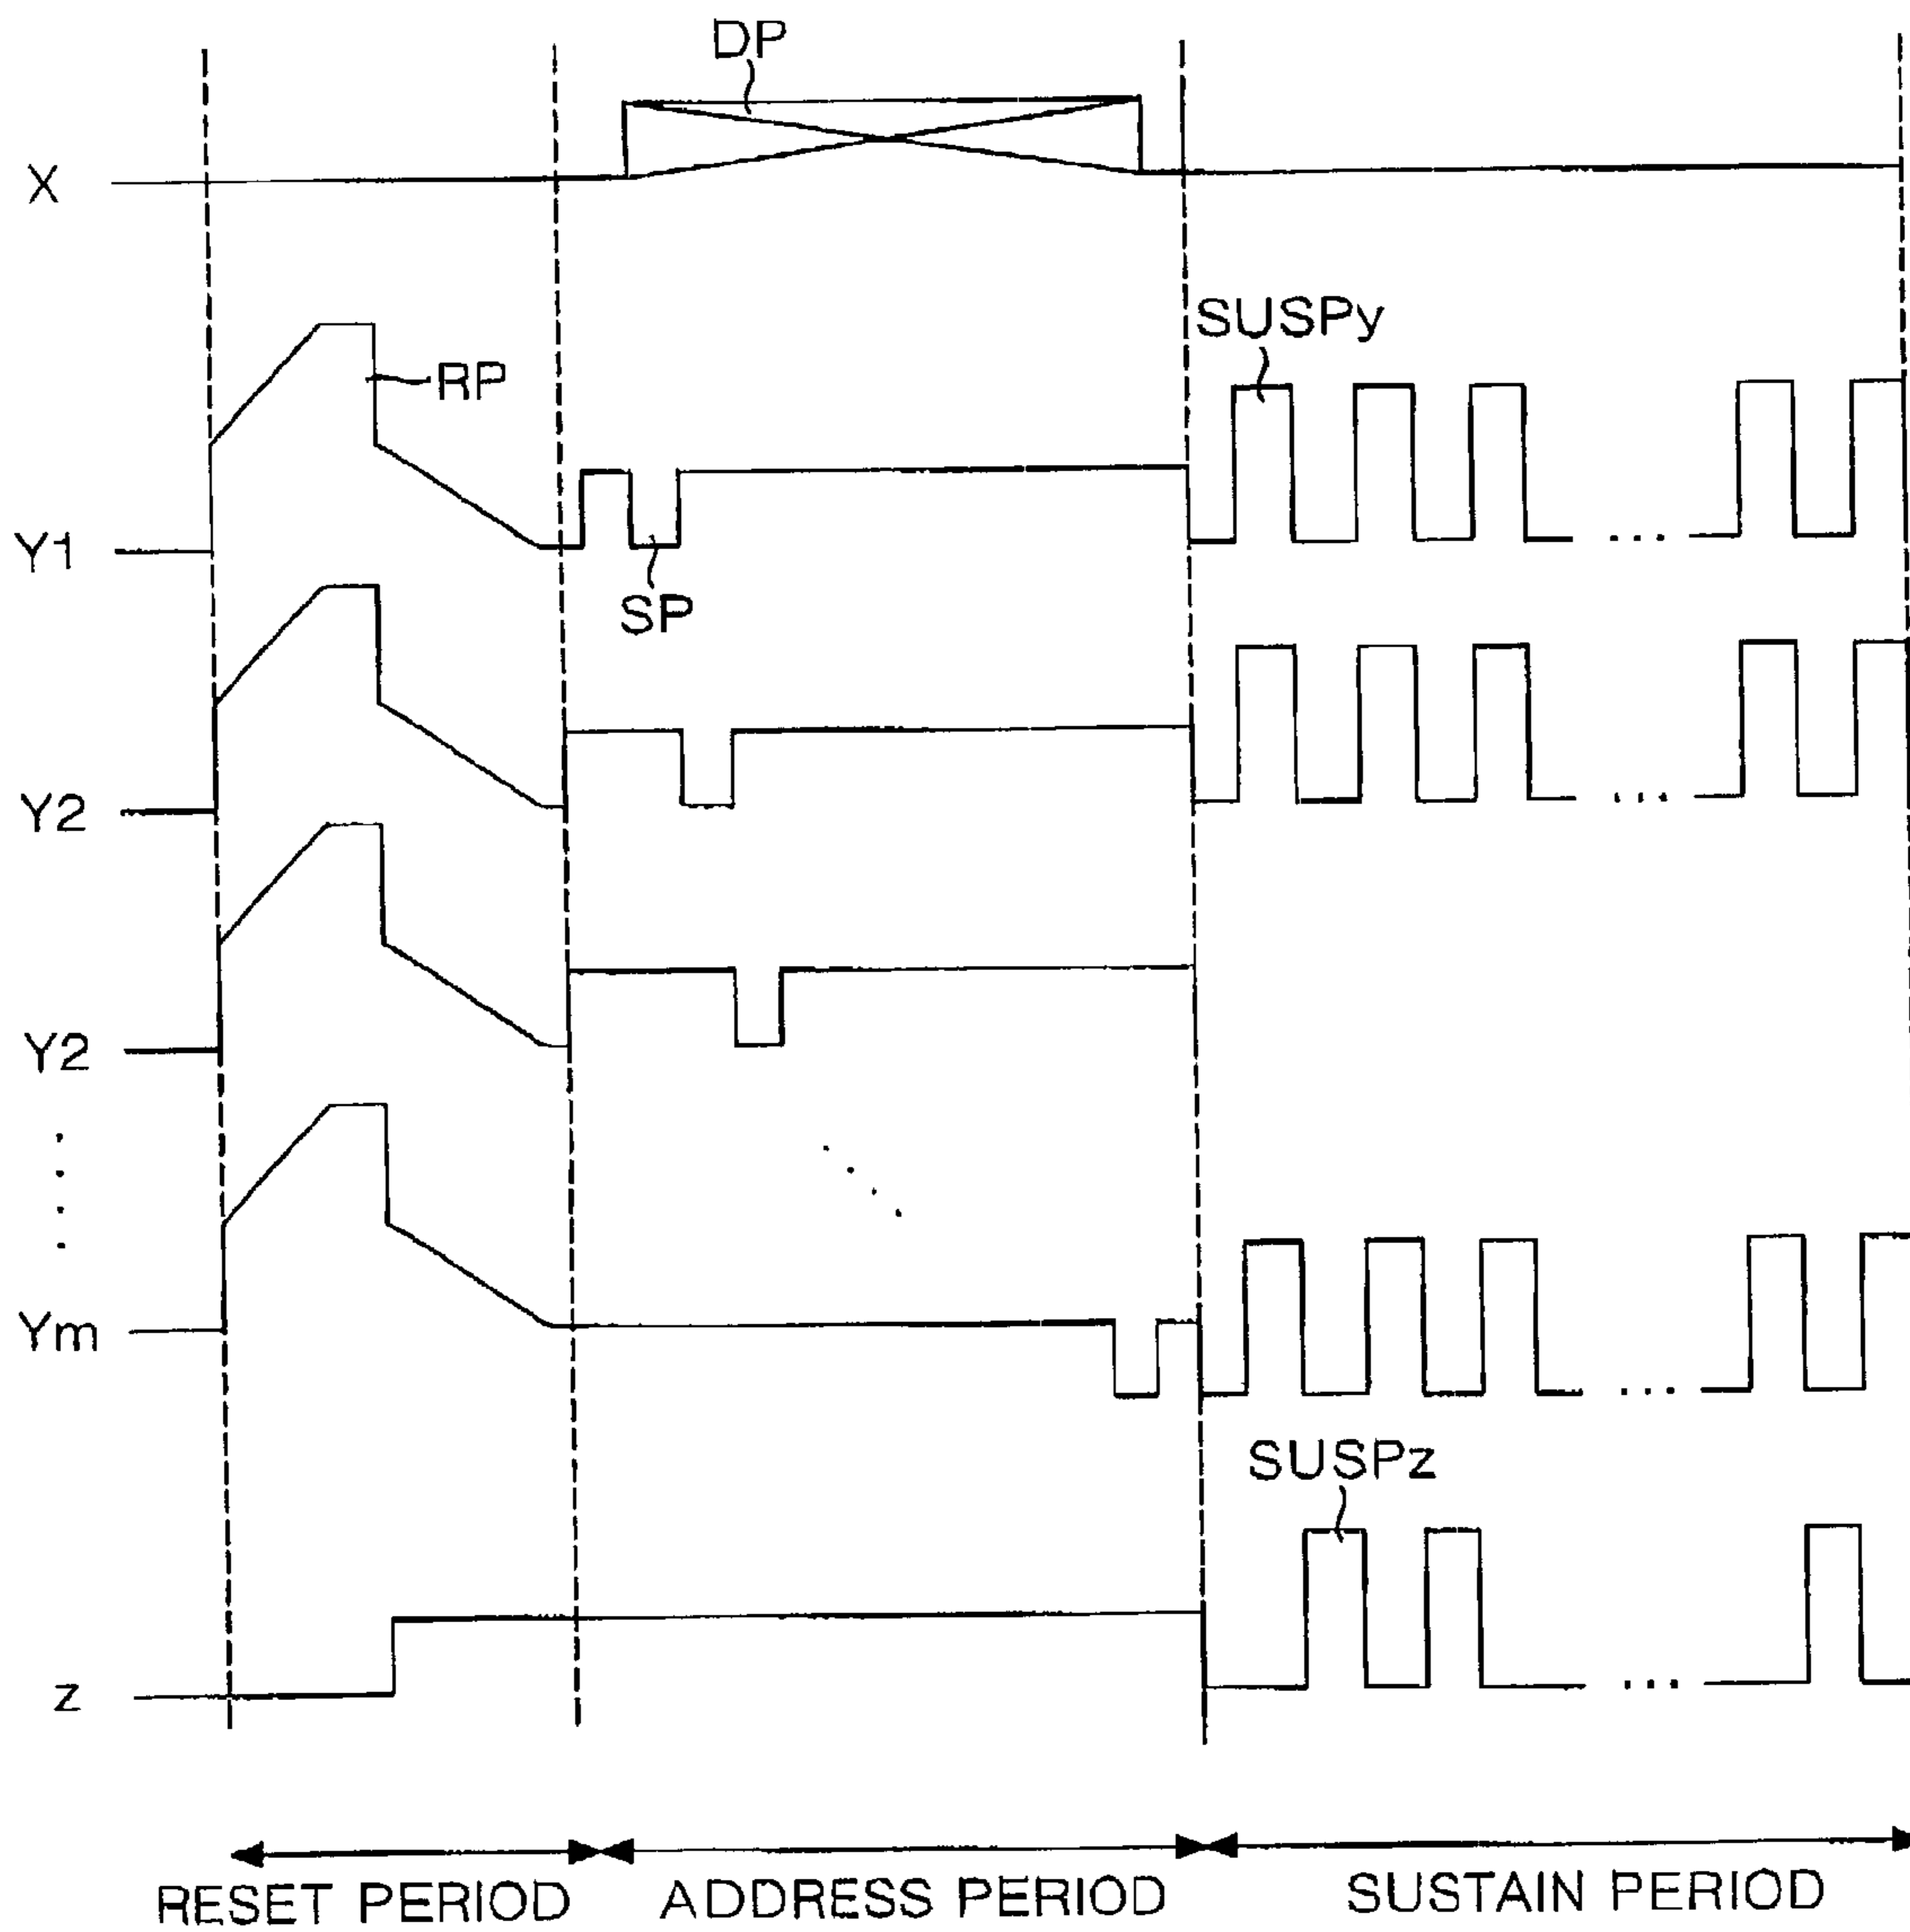 DP
X
SUSPy
RP
Y1
SP
Y2
Y2
Ym
SUSPz
z
RESET PERIOD
ADDRESS PERIOD
SUSTAIN PERIOD